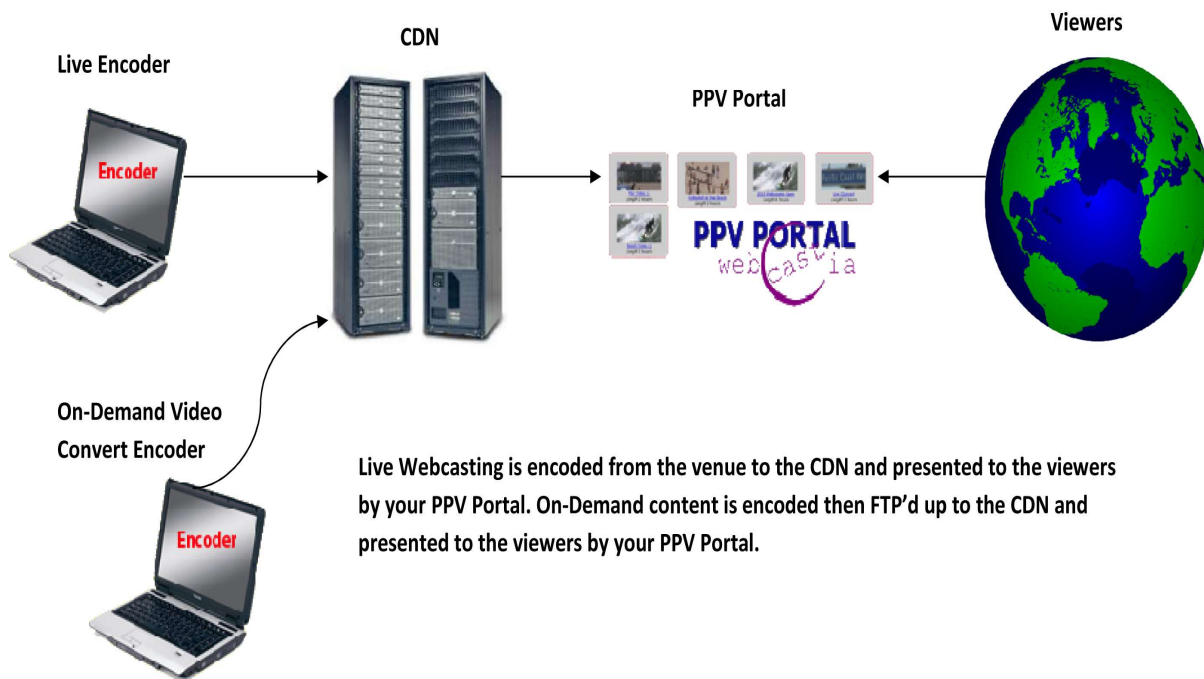 Viewers
CDN
Live Encoder
PPV Portal
Encoder
PPV PORTAL
webcastia
On-Demand Video
Convert Encoder
Encoder
Live Webcasting is encoded from the venue to the CDN and presented to the viewers
by your PPV Portal. On-Demand content is encoded then FTP’d up to the CDN and
presented to the viewers by your PPV Portal.